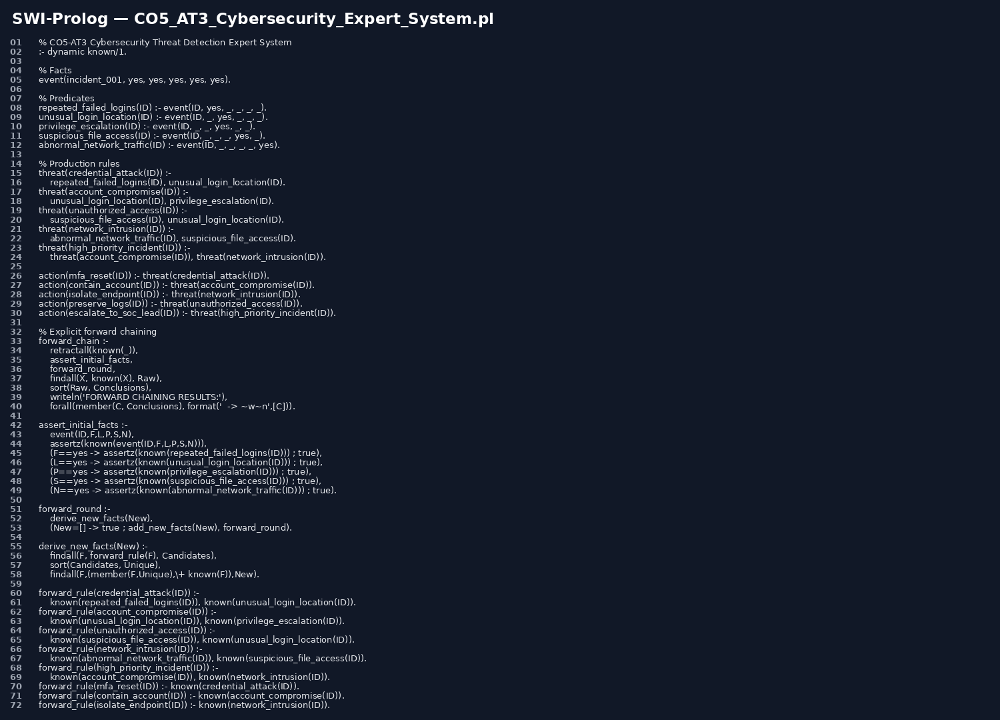 SWI-Prolog — CO5_AT3_Cybersecurity_Expert_System.pl
01 % CO5-AT3 Cybersecurity Threat Detection Expert System
02 :- dynamic known/1.
03
04 % Facts
05 event(incident_001, yes, yes, yes, yes, yes).
06
07 % Predicates
08 repeated_failed_logins(ID) :- event(ID, yes, _, _, _, _).
09 unusual_login_location(ID) :- event(ID, _, yes, _, _, _).
10 privilege_escalation(ID) :- event(ID, _, _, yes, _, _).
11 suspicious_file_access(ID) :- event(ID, _, _, _, yes, _).
12 abnormal_network_traffic(ID) :- event(ID, _, _, _, _, yes).
13
14 % Production rules
15 threat(credential_attack(ID)) :-
16     repeated_failed_logins(ID), unusual_login_location(ID).
17 threat(account_compromise(ID)) :-
18     unusual_login_location(ID), privilege_escalation(ID).
19 threat(unauthorized_access(ID)) :-
20     suspicious_file_access(ID), unusual_login_location(ID).
21 threat(network_intrusion(ID)) :-
22     abnormal_network_traffic(ID), suspicious_file_access(ID).
23 threat(high_priority_incident(ID)) :-
24     threat(account_compromise(ID)), threat(network_intrusion(ID)).
25
26 action(mfa_reset(ID)) :- threat(credential_attack(ID)).
27 action(contain_account(ID)) :- threat(account_compromise(ID)).
28 action(isolate_endpoint(ID)) :- threat(network_intrusion(ID)).
29 action(preserve_logs(ID)) :- threat(unauthorized_access(ID)).
30 action(escalate_to_soc_lead(ID)) :- threat(high_priority_incident(ID)).
31
32 % Explicit forward chaining
33 forward_chain :-
34     retractall(known(_)),
35     assert_initial_facts,
36     forward_round,
37     findall(X, known(X), Raw),
38     sort(Raw, Conclusions),
39     writeln('FORWARD CHAINING RESULTS:'),
40     forall(member(C, Conclusions), format('  -> ~w~n',[C])).
41
42 assert_initial_facts :-
43     event(ID,F,L,P,S,N),
44     assertz(known(event(ID,F,L,P,S,N))),
45     (F==yes -> assertz(known(repeated_failed_logins(ID))) ; true),
46     (L==yes -> assertz(known(unusual_login_location(ID))) ; true),
47     (P==yes -> assertz(known(privilege_escalation(ID))) ; true),
48     (S==yes -> assertz(known(suspicious_file_access(ID))) ; true),
49     (N==yes -> assertz(known(abnormal_network_traffic(ID))) ; true).
50
51 forward_round :-
52     derive_new_facts(New),
53     (New=[] -> true ; add_new_facts(New), forward_round).
54
55 derive_new_facts(New) :-
56     findall(F, forward_rule(F), Candidates),
57     sort(Candidates, Unique),
58     findall(F,(member(F,Unique),\+ known(F)),New).
59
60 forward_rule(credential_attack(ID)) :-
61     known(repeated_failed_logins(ID)), known(unusual_login_location(ID)).
62 forward_rule(account_compromise(ID)) :-
63     known(unusual_login_location(ID)), known(privilege_escalation(ID)).
64 forward_rule(unauthorized_access(ID)) :-
65     known(suspicious_file_access(ID)), known(unusual_login_location(ID)).
66 forward_rule(network_intrusion(ID)) :-
67     known(abnormal_network_traffic(ID)), known(suspicious_file_access(ID)).
68 forward_rule(high_priority_incident(ID)) :-
69     known(account_compromise(ID)), known(network_intrusion(ID)).
70 forward_rule(mfa_reset(ID)) :- known(credential_attack(ID)).
71 forward_rule(contain_account(ID)) :- known(account_compromise(ID)).
72 forward_rule(isolate_endpoint(ID)) :- known(network_intrusion(ID)).